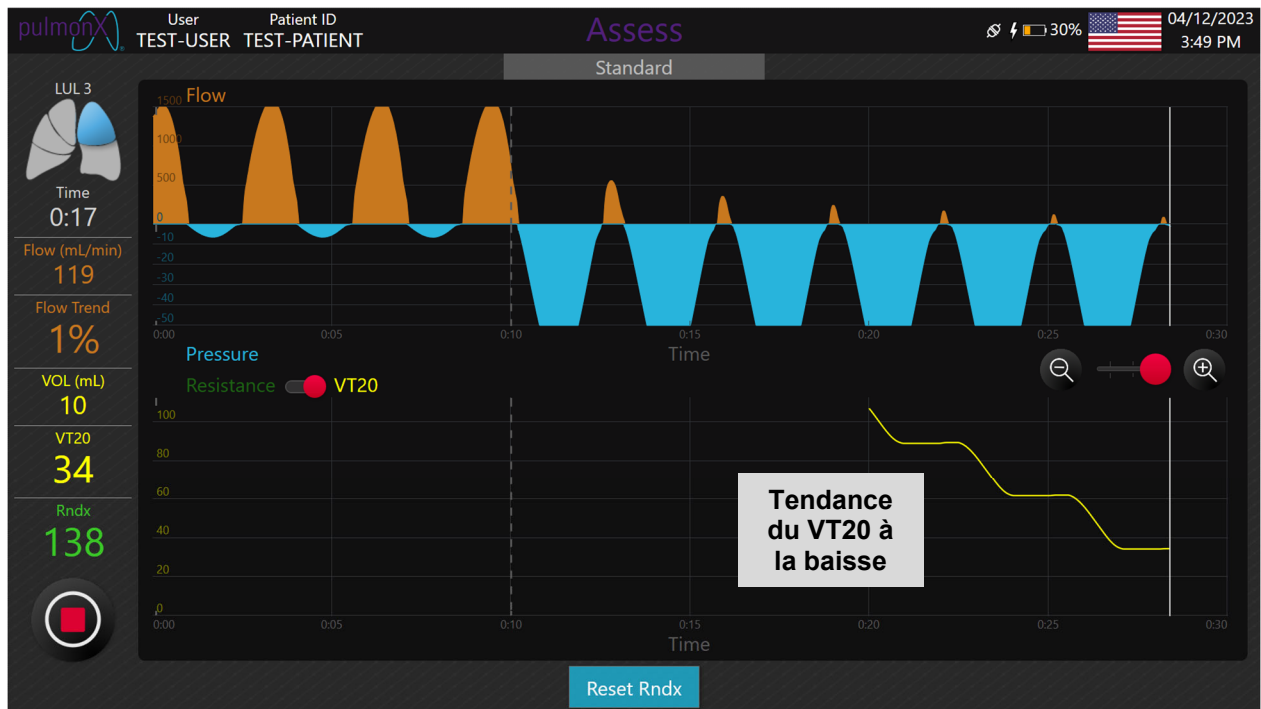 pulmonX®
User
TEST-USER
Patient ID
TEST-PATIENT
Assess
30%
04/12/2023
3:49 PM
Standard
LUL 3
Time
0:17
Flow (mL/min)
119
Flow Trend
1%
VOL (mL)
10
VT20
34
Rndx
138
Flow
1500
1000
500
0
-10
-20
-30
-40
-50
0:00 0:05 0:10 0:15 0:20 0:25 0:30
Time
Pressure
Resistance VT20
100
80
60
40
20
0
0:00 0:05 0:10 0:15 0:20 0:25 0:30
Time
Tendance
du VT20 à
la baisse
Reset Rndx